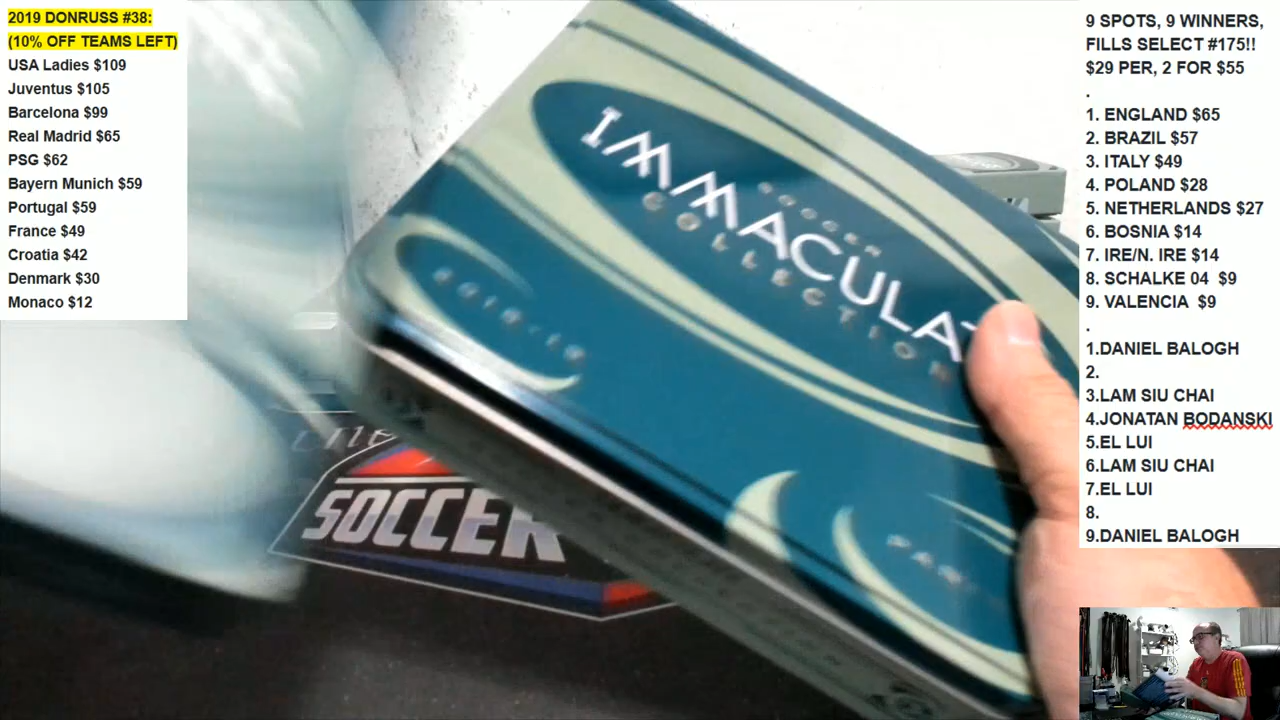 2019 DONRUSS #38:
(10% OFF TEAMS LEFT)
USA Ladies $109
Juventus $105
Barcelona $99
Real Madrid $65
PSG $62
Bayern Munich $59
Portugal $59
France $49
Croatia $42
Denmark $30
Monaco $12
IMMACULA
SOCCER
COLLECTION
2018-19
PAN
SOCCER
9 SPOTS, 9 WINNERS,
FILLS SELECT #175!!
$29 PER, 2 FOR $55
.
1. ENGLAND $65
2. BRAZIL $57
3. ITALY $49
4. POLAND $28
5. NETHERLANDS $27
6. BOSNIA $14
7. IRE/N. IRE $14
8. SCHALKE 04 $9
9. VALENCIA $9
.
1.DANIEL BALOGH
2.
3.LAM SIU CHAI
4.JONATAN BODANSKI
5.EL LUI
6.LAM SIU CHAI
7.EL LUI
8.
9.DANIEL BALOGH